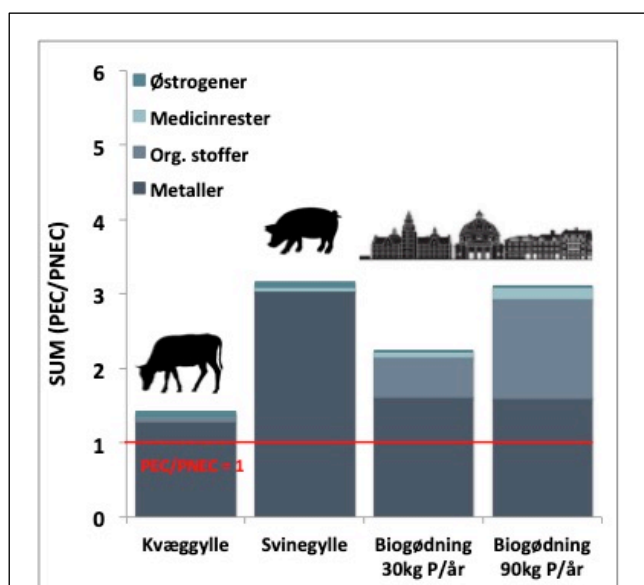 6
5
4
3
2
1
0
SUM (PEC/PNEC)
Østrogener
Medicinrester
Org. stoffer
Metaller
PEC/PNEC = 1
Kvæggylle Svinegylle Biogødning Biogødning
30kg P/år 90kg P/år